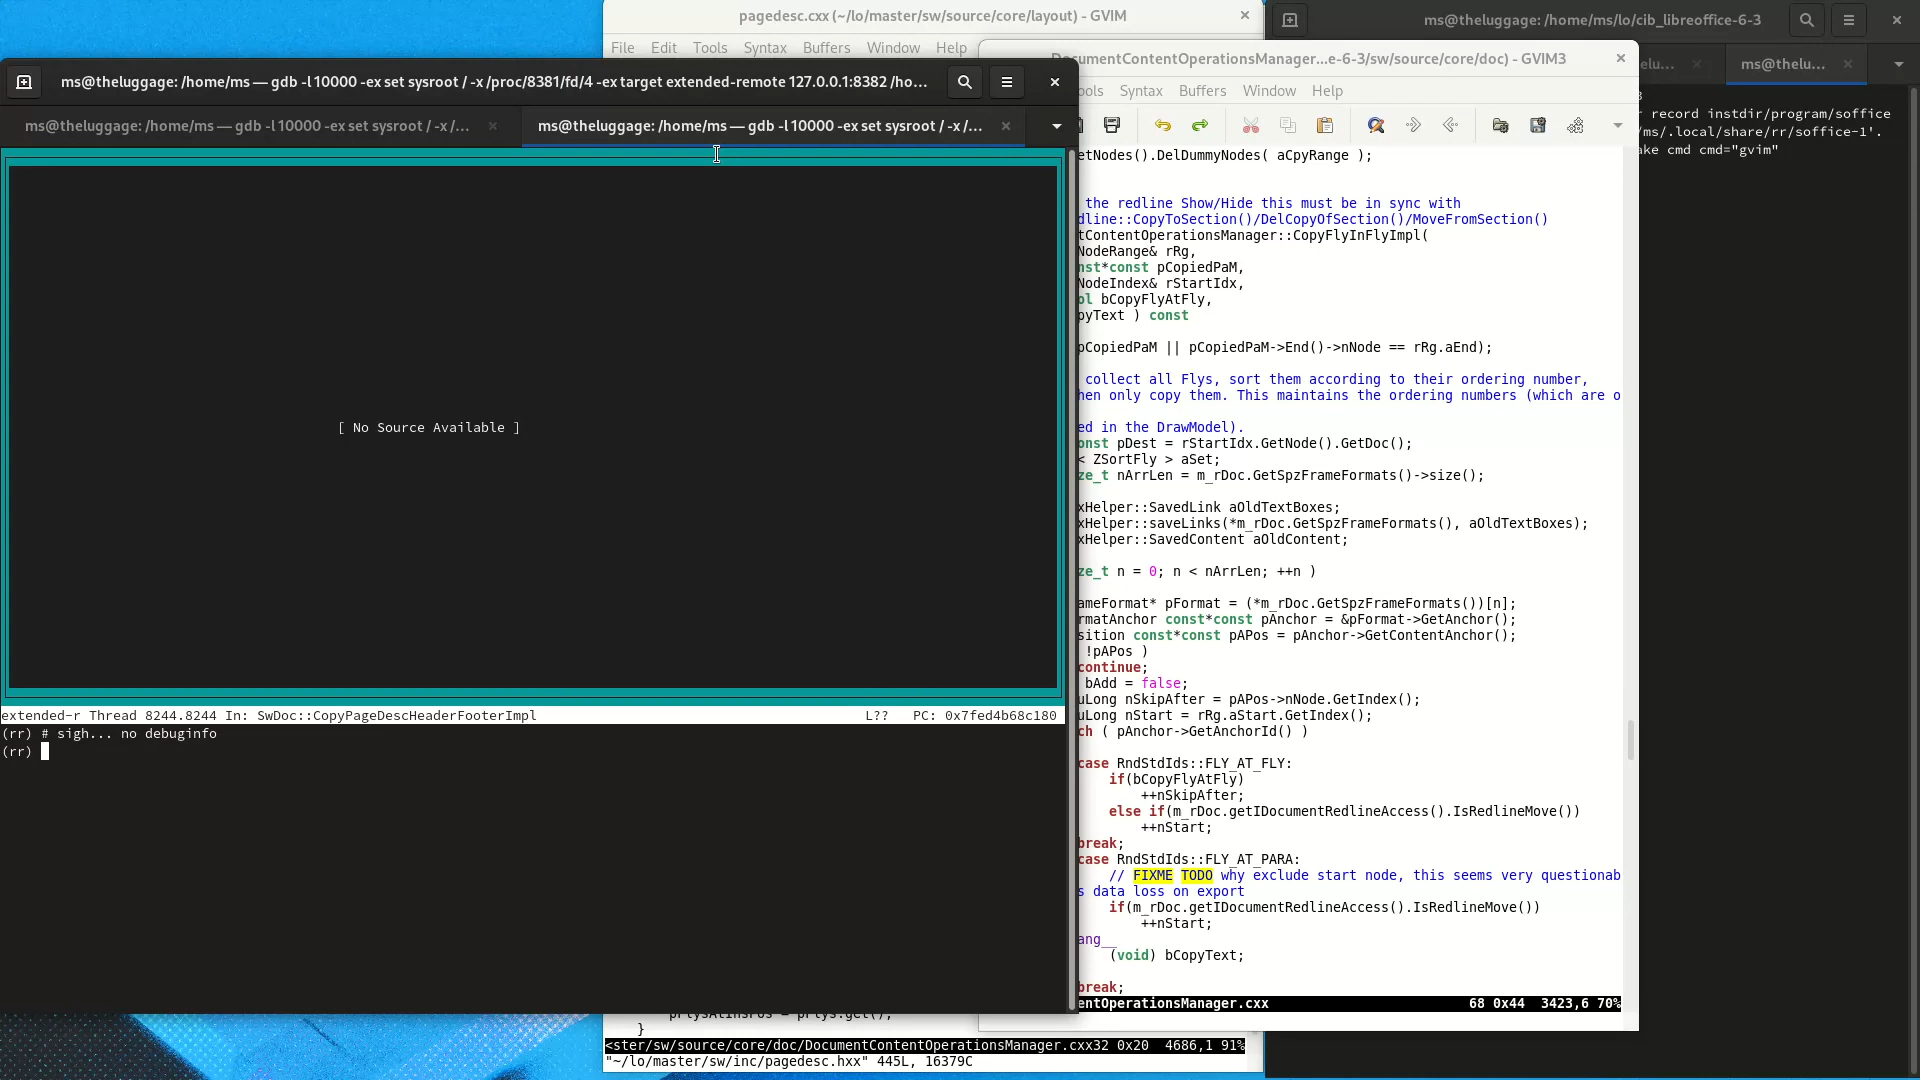 pagedesc.cxx (~/lo/master/sw/source/core/layout) - GVIM
File Edit Tools Syntax Buffers Window Help
ms@theluggage: /home/ms/lo/cib_libreoffice-6-3
DocumentContentOperationsManager...e-6-3/sw/source/core/doc) - GVIM3
ools Syntax Buffers Window Help
elu...
ms@thelu...
ms@theluggage: /home/ms — gdb -l 10000 -ex set sysroot / -x /proc/8381/fd/4 -ex target extended-remote 127.0.0.1:8382 /ho...
ms@theluggage: /home/ms — gdb -l 10000 -ex set sysroot / -x /...
ms@theluggage: /home/ms — gdb -l 10000 -ex set sysroot / -x /...
[ No Source Available ]
extended-r Thread 8244.8244 In: SwDoc::CopyPageDescHeaderFooterImpl L?? PC: 0x7fed4b68c180
(rr) # sigh... no debuginfo
(rr)
etNodes().DelDummyNodes( aCpyRange );
the redline Show/Hide this must be in sync with
dline::CopyToSection()/DelCopyOfSection()/MoveFromSection()
tContentOperationsManager::CopyFlyInFlyImpl(
NodeRange& rRg,
nst*const pCopiedPaM,
NodeIndex& rStartIdx,
ol bCopyFlyAtFly,
pyText ) const
pCopiedPaM || pCopiedPaM->End()->nNode == rRg.aEnd);
collect all Flys, sort them according to their ordering number,
hen only copy them. This maintains the ordering numbers (which are o
ed in the DrawModel).
onst pDest = rStartIdx.GetNode().GetDoc();
< ZSortFly > aSet;
ze_t nArrLen = m_rDoc.GetSpzFrameFormats()->size();
xHelper::SavedLink aOldTextBoxes;
xHelper::saveLinks(*m_rDoc.GetSpzFrameFormats(), aOldTextBoxes);
xHelper::SavedContent aOldContent;
ze_t n = 0; n < nArrLen; ++n )
ameFormat* pFormat = (*m_rDoc.GetSpzFrameFormats())[n];
rmatAnchor const*const pAnchor = &pFormat->GetAnchor();
sition const*const pAPos = pAnchor->GetContentAnchor();
!pAPos )
continue;
bAdd = false;
uLong nSkipAfter = pAPos->nNode.GetIndex();
uLong nStart = rRg.aStart.GetIndex();
ch ( pAnchor->GetAnchorId() )
case RndStdIds::FLY_AT_FLY:
if(bCopyFlyAtFly)
++nSkipAfter;
else if(m_rDoc.getIDocumentRedlineAccess().IsRedlineMove())
++nStart;
break;
case RndStdIds::FLY_AT_PARA:
// FIXME TODO why exclude start node, this seems very questionab
s data loss on export
if(m_rDoc.getIDocumentRedlineAccess().IsRedlineMove())
++nStart;
ang__
(void) bCopyText;
break;
entOperationsManager.cxx 68 0x44 3423,6 70%
r record instdir/program/soffice
/ms/.local/share/rr/soffice-1'.
ake cmd cmd="gvim"
}
<ster/sw/source/core/doc/DocumentContentOperationsManager.cxx32 0x20 4686,1 91%
"~/lo/master/sw/inc/pagedesc.hxx" 445L, 16379C